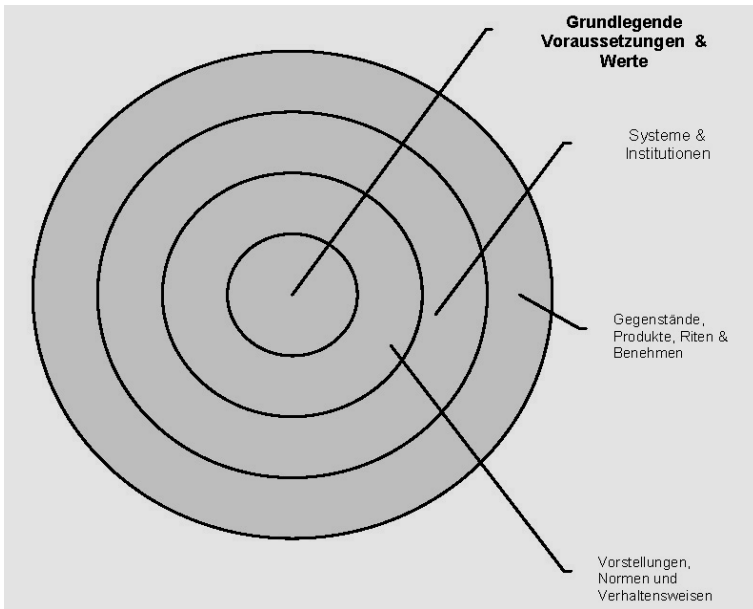 Grundlegende
Voraussetzungen &
Werte
Systeme &
Institutionen
Gegenstände,
Produkte, Riten &
Benehmen
Vorstellungen,
Normen und
Verhaltensweisen